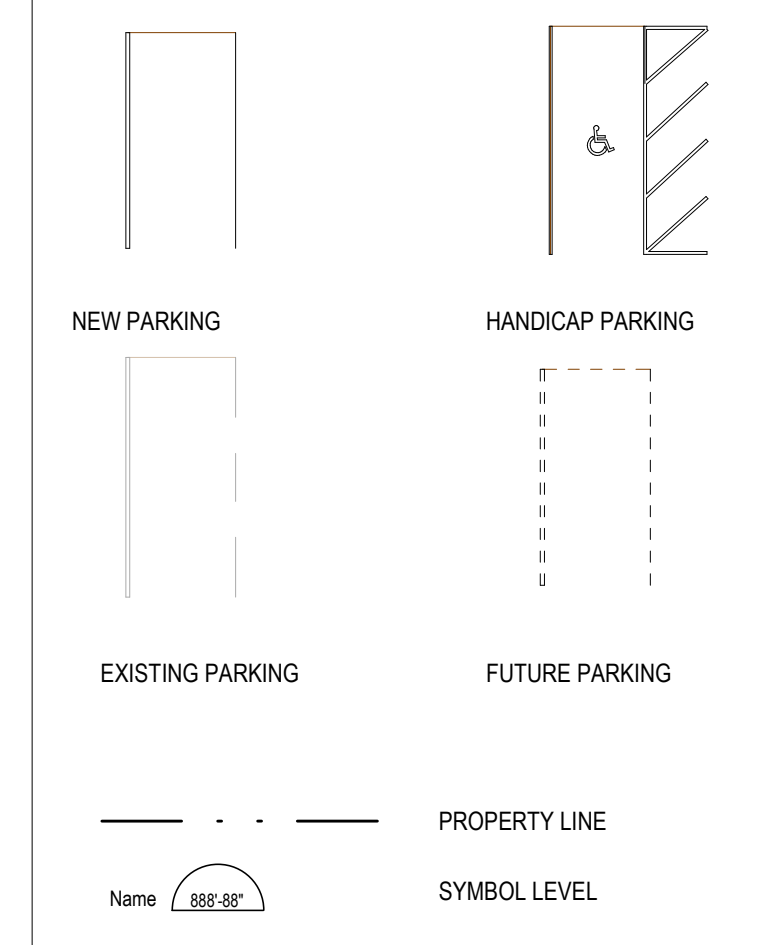 NEW PARKING
HANDICAP PARKING
EXISTING PARKING
FUTURE PARKING
PROPERTY LINE
Name 888'-88"
SYMBOL LEVEL